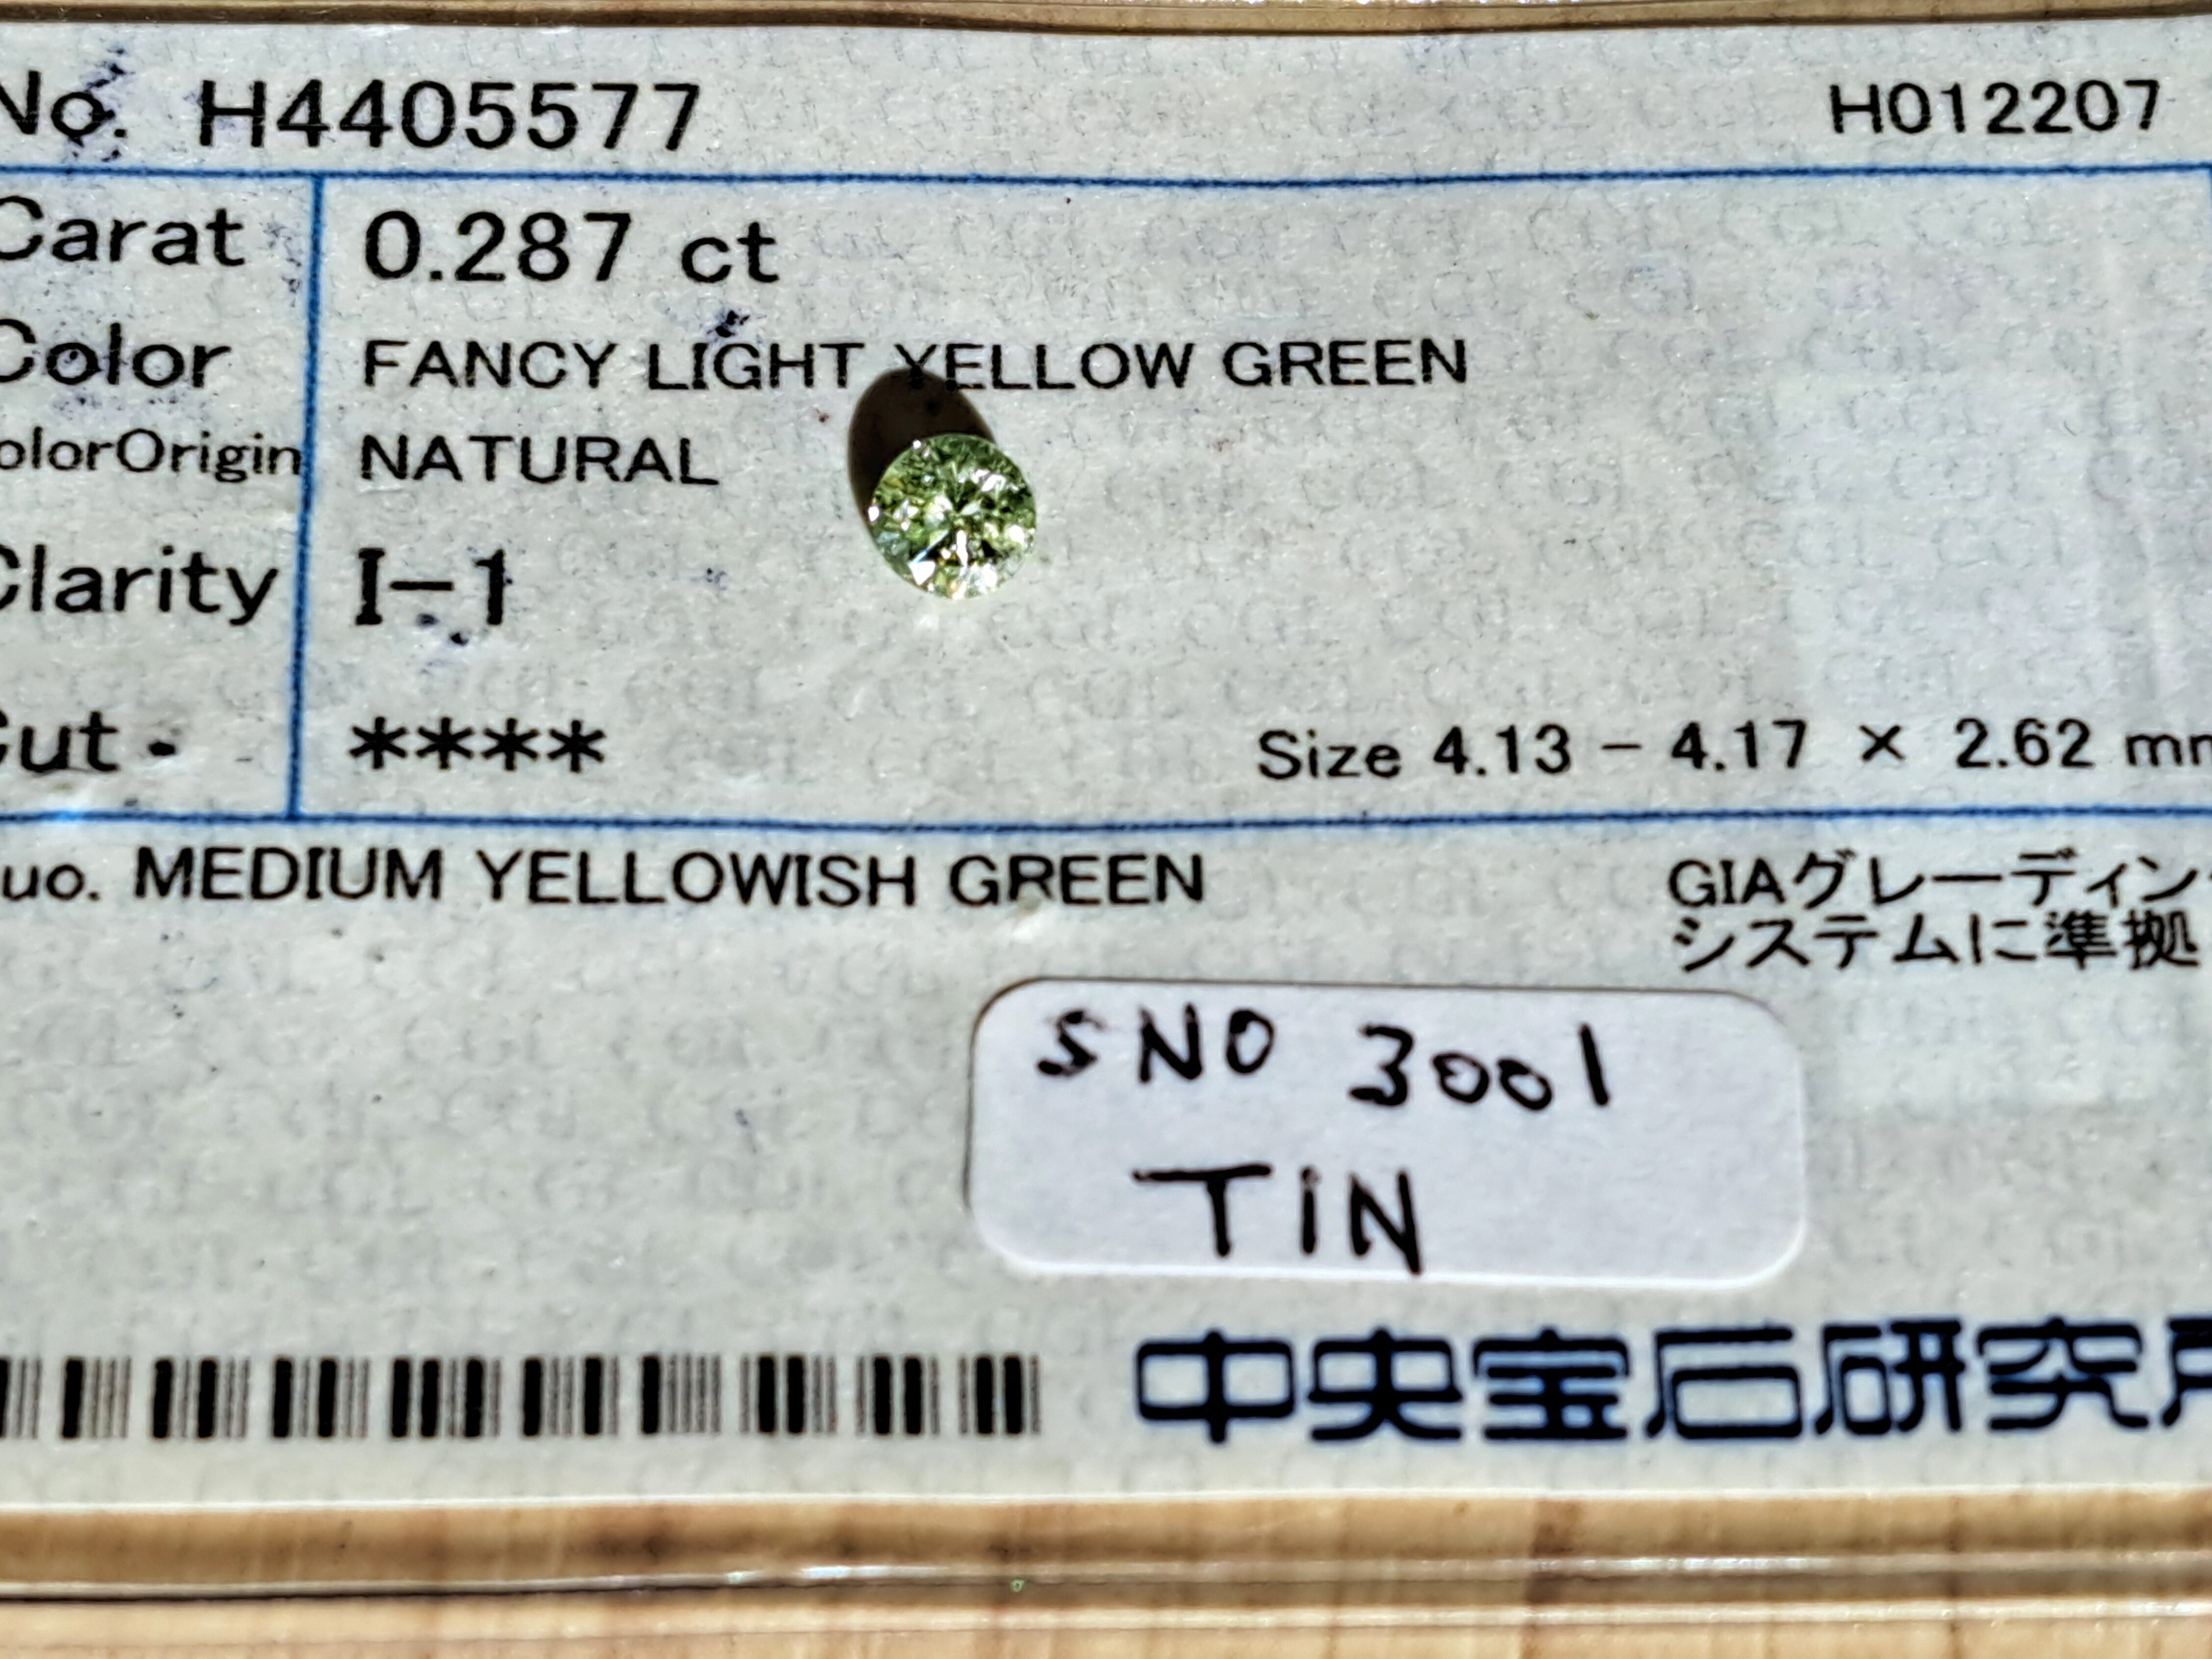 No. H4405577 H012207
Carat 0.287 ct
Color FANCY LIGHT YELLOW GREEN
olorOrigin NATURAL
Clarity I-1
Cut - ****
Size 4.13 - 4.17 × 2.62 mm
uo. MEDIUM YELLOWISH GREEN
GIAグレーディン
システムに準拠
SNO 3001
TIN
中央宝石研究所